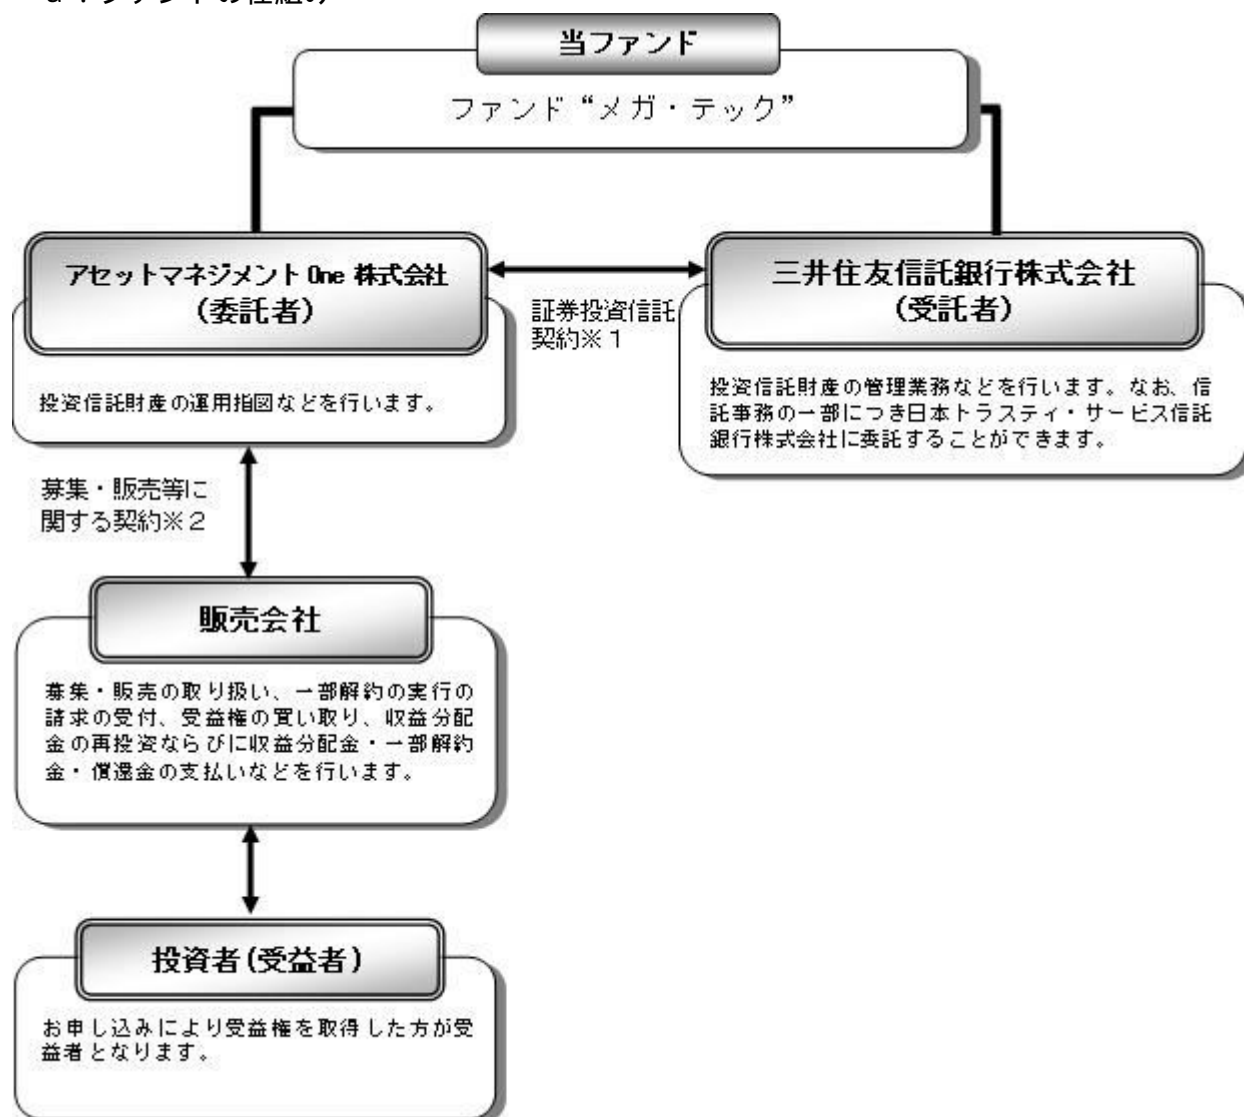 ａ．ファンドの仕組み
当ファンド
ファンド“メガ・テック”
アセットマネジメント One 株式会社
（委託者）
三井住友信託銀行株式会社
（受託者）
証券投資信託
契約※１
投資信託財産の運用指図などを行います。
投資信託財産の管理業務などを行います。なお、信
託事務の一部につき日本トラスティ・サービス信託
銀行株式会社に委託することができます。
募集・販売等に
関する契約※２
販売会社
募集・販売の取り扱い、一部解約の実行の
請求の受付、受益権の買い取り、収益分配
金の再投資ならびに収益分配金・一部解約
金・償還金の支払いなどを行います。
投資者（受益者）
お申し込みにより受益権を取得した方が受
益者となります。